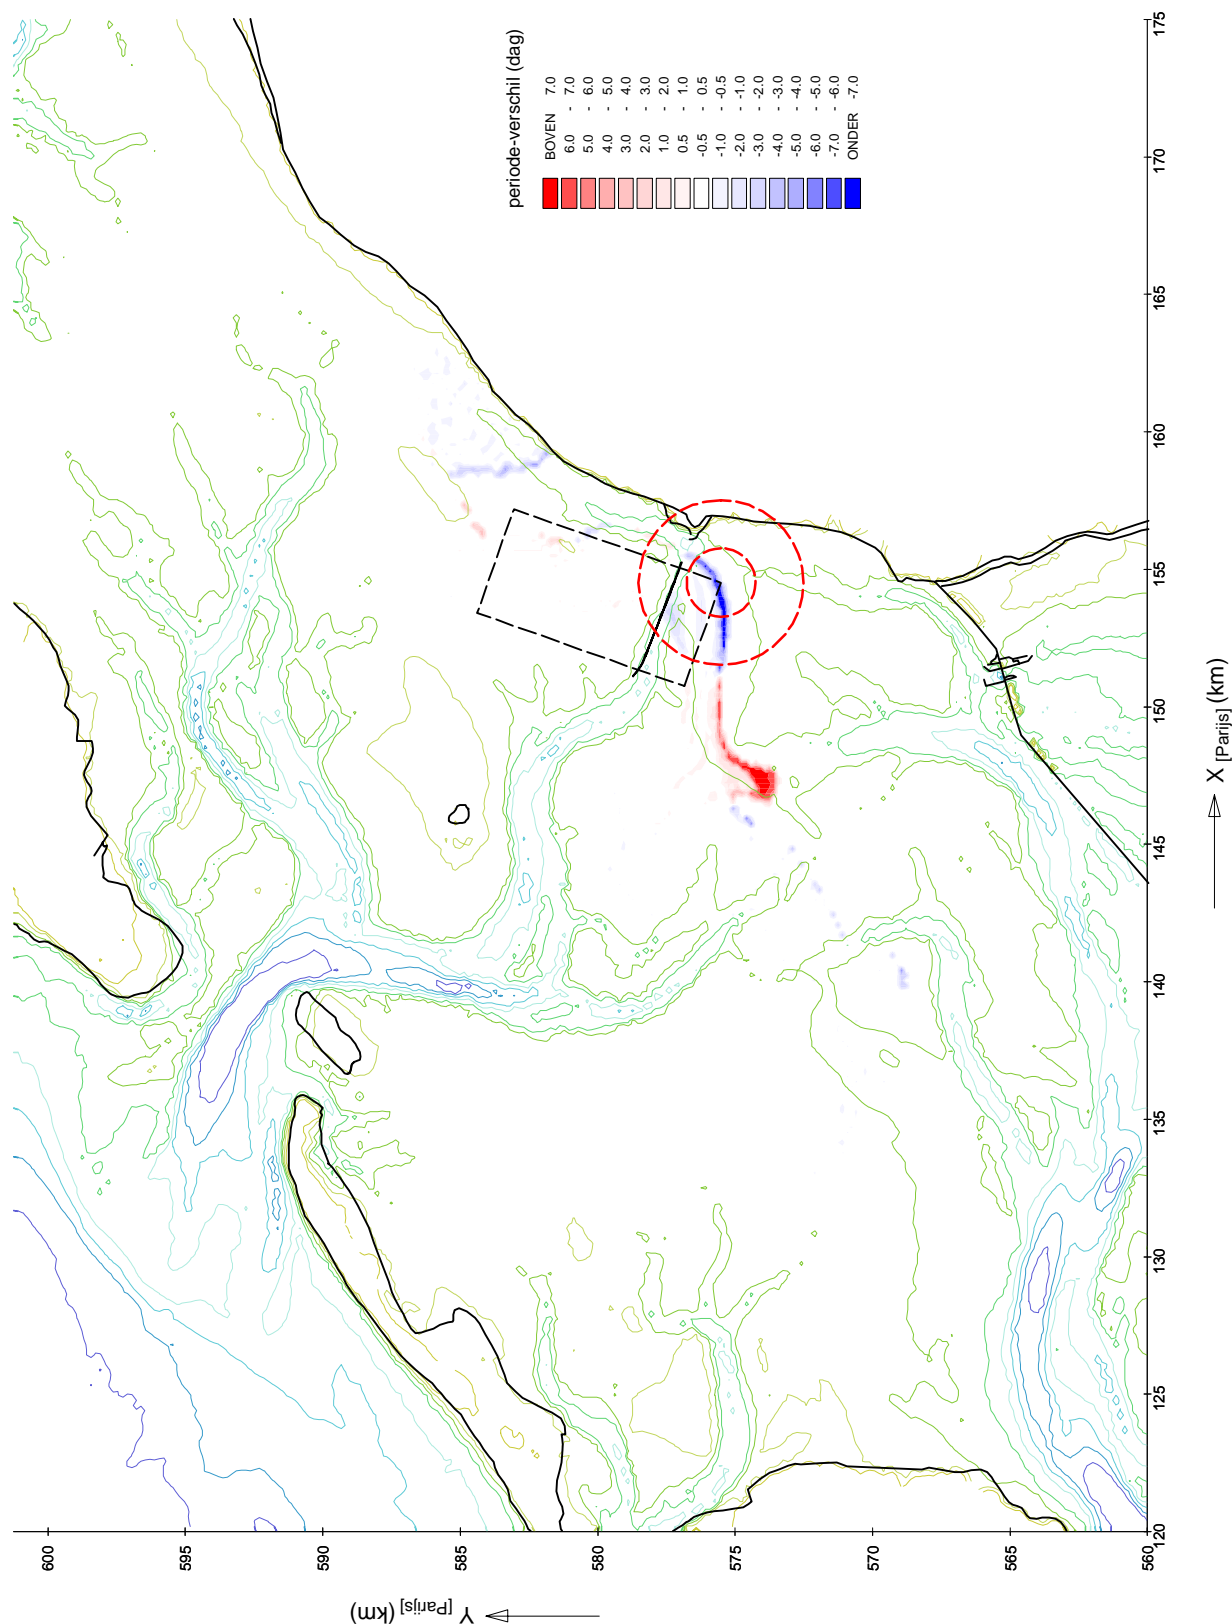 periode-verschil (dag)
BOVEN 7.0
6.0 - 7.0
5.0 - 6.0
4.0 - 5.0
3.0 - 4.0
2.0 - 3.0
1.0 - 2.0
0.5 - 1.0
-0.5 - 0.5
-1.0 - -0.5
-2.0 - -1.0
-3.0 - -2.0
-4.0 - -3.0
-5.0 - -4.0
-6.0 - -5.0
-7.0 - -6.0
ONDER -7.0
175
170
165
160
155
150
145
140
135
130
125
120
X [Parijs] (km)
600
595
590
585
580
575
570
565
560
Y [Parijs] (km)